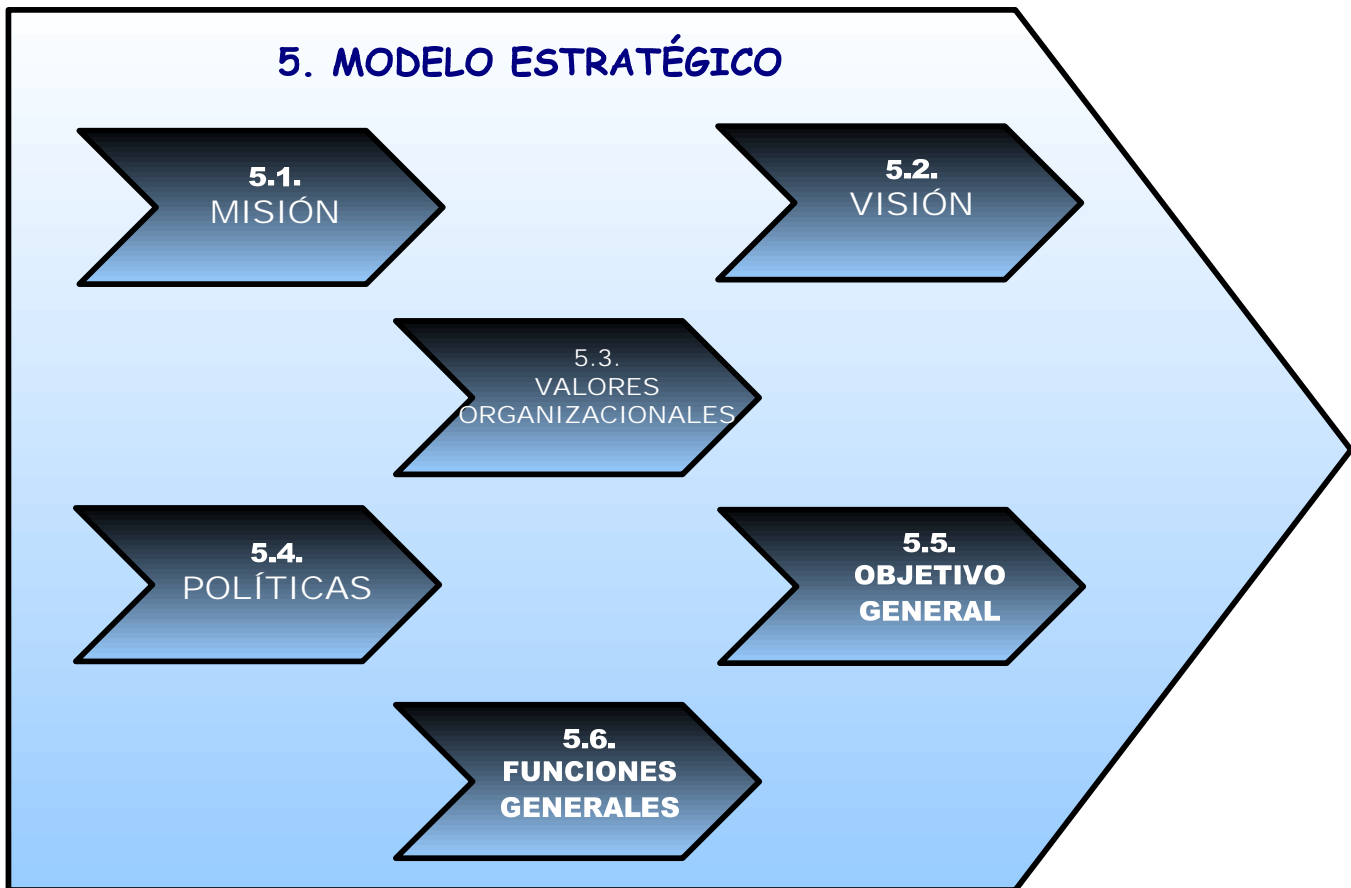 5. MODELO ESTRATÉGICO
5.1.
MISIÓN
5.2.
VISIÓN
5.3.
VALORES
ORGANIZACIONALES
5.4.
POLÍTICAS
5.5.
OBJETIVO
GENERAL
5.6.
FUNCIONES
GENERALES